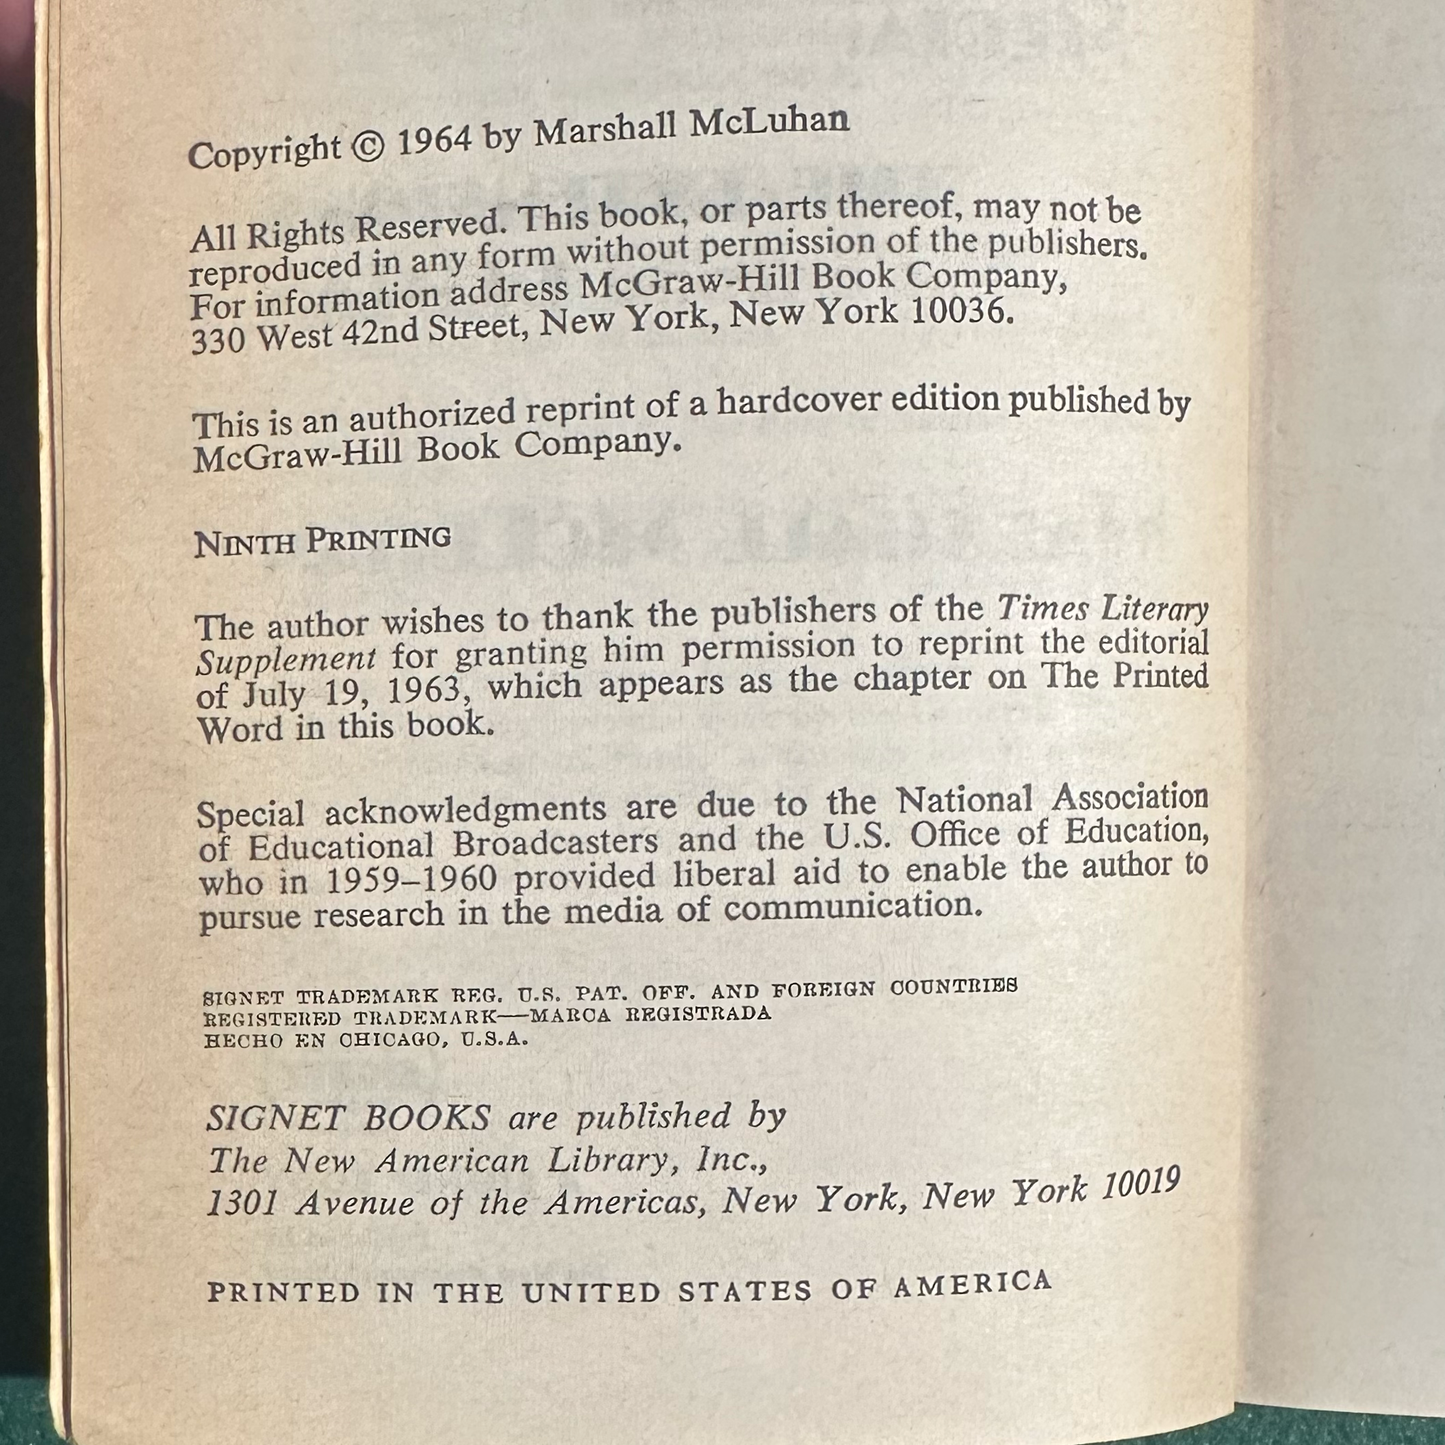 Copyright © 1964 by Marshall McLuhan
All Rights Reserved. This book, or parts thereof, may not be
reproduced in any form without permission of the publishers.
For information address McGraw-Hill Book Company,
330 West 42nd Street, New York, New York 10036.
This is an authorized reprint of a hardcover edition published by
McGraw-Hill Book Company.
NINTH PRINTING
The author wishes to thank the publishers of the Times Literary
Supplement for granting him permission to reprint the editorial
of July 19, 1963, which appears as the chapter on The Printed
Word in this book.
Special acknowledgments are due to the National Association
of Educational Broadcasters and the U.S. Office of Education,
who in 1959–1960 provided liberal aid to enable the author to
pursue research in the media of communication.
SIGNET TRADEMARK REG. U.S. PAT. OFF. AND FOREIGN COUNTRIES
REGISTERED TRADEMARK—MARCA REGISTRADA
HECHO EN CHICAGO, U.S.A.
SIGNET BOOKS are published by
The New American Library, Inc.,
1301 Avenue of the Americas, New York, New York 10019
PRINTED IN THE UNITED STATES OF AMERICA